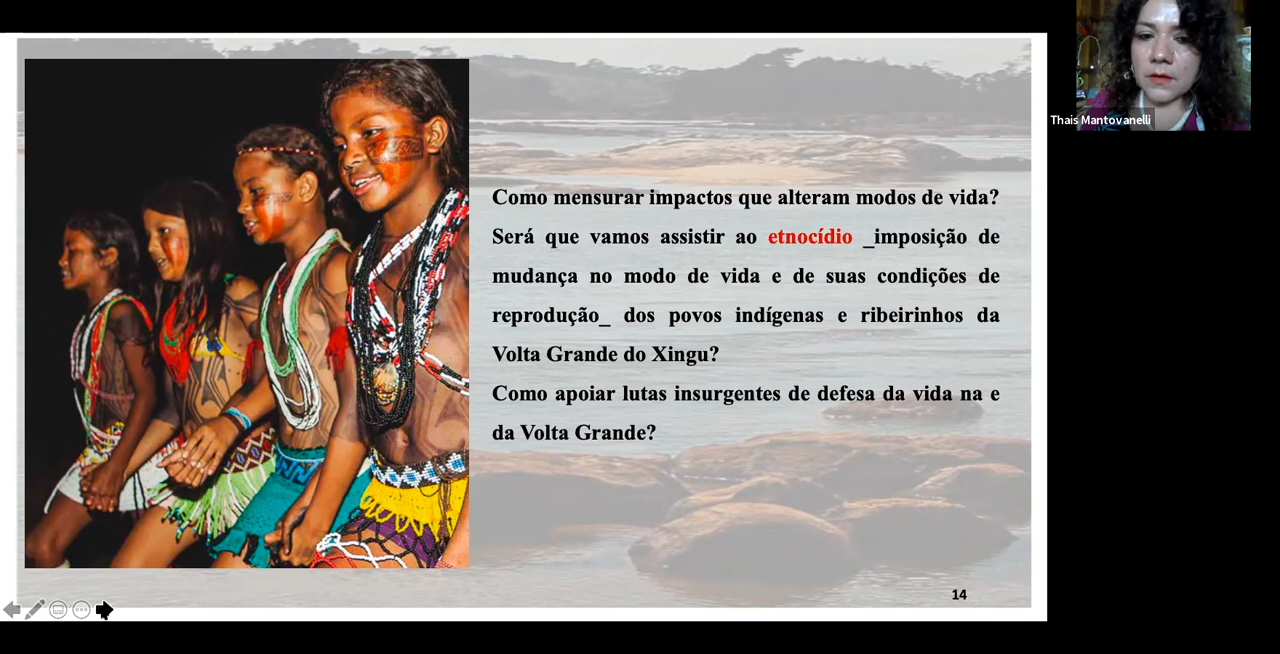 Thais Mantovanelli
Como mensurar impactos que alteram modos de vida?
Será que vamos assistir ao etnocídio _imposição de
mudança no modo de vida e de suas condições de
reprodução_ dos povos indígenas e ribeirinhos da
Volta Grande do Xingu?
Como apoiar lutas insurgentes de defesa da vida na e
da Volta Grande?
14